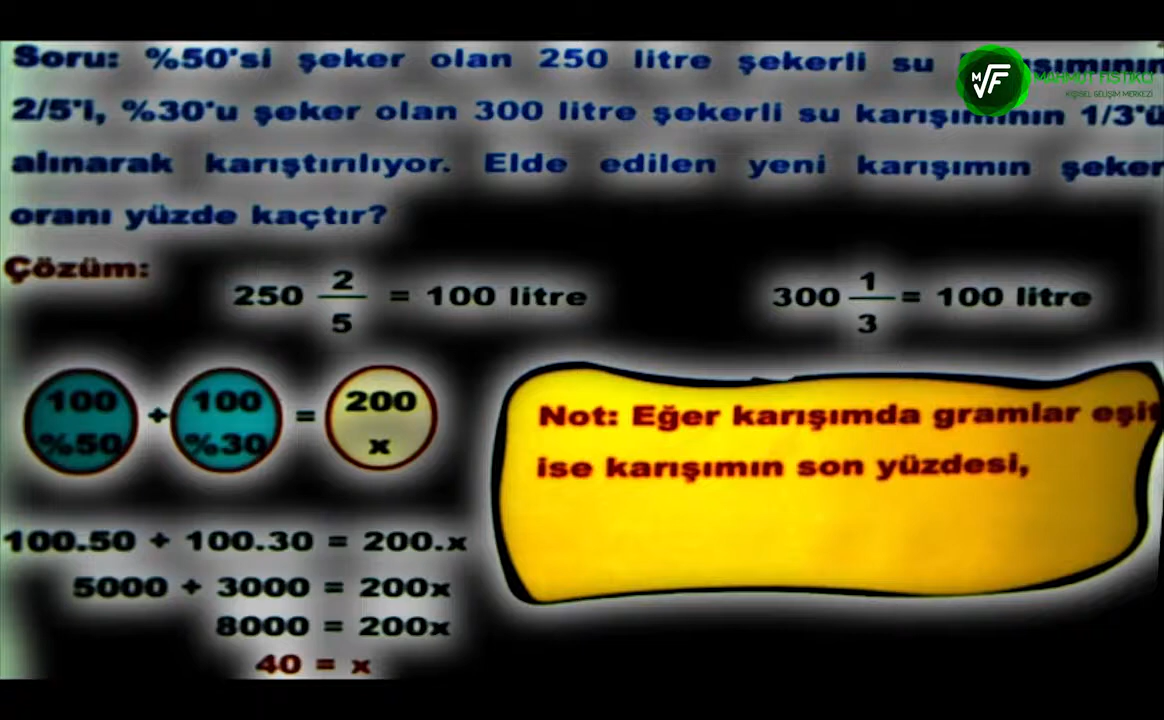 Soru: %50'si şeker olan 250 litre şekerli su
2/5'i, %30'u şeker olan 300 litre şekerli su karışımının 1/3'ü
alınarak karıştırılıyor. Elde edilen yeni karışımın şeker
oranı yüzde kaçtır?
Çözüm:
250 2/5 = 100 litre
300 1/3 = 100 litre
100 %50 + 100 %30 = 200 x
Not: Eğer karışımda gramlar eşit
ise karışımın son yüzdesi,
100.50 + 100.30 = 200.x
5000 + 3000 = 200x
8000 = 200x
40 = x
MVF
MAHMUT FISTIKCI
KİŞİSEL GELİŞİM MERKEZİ